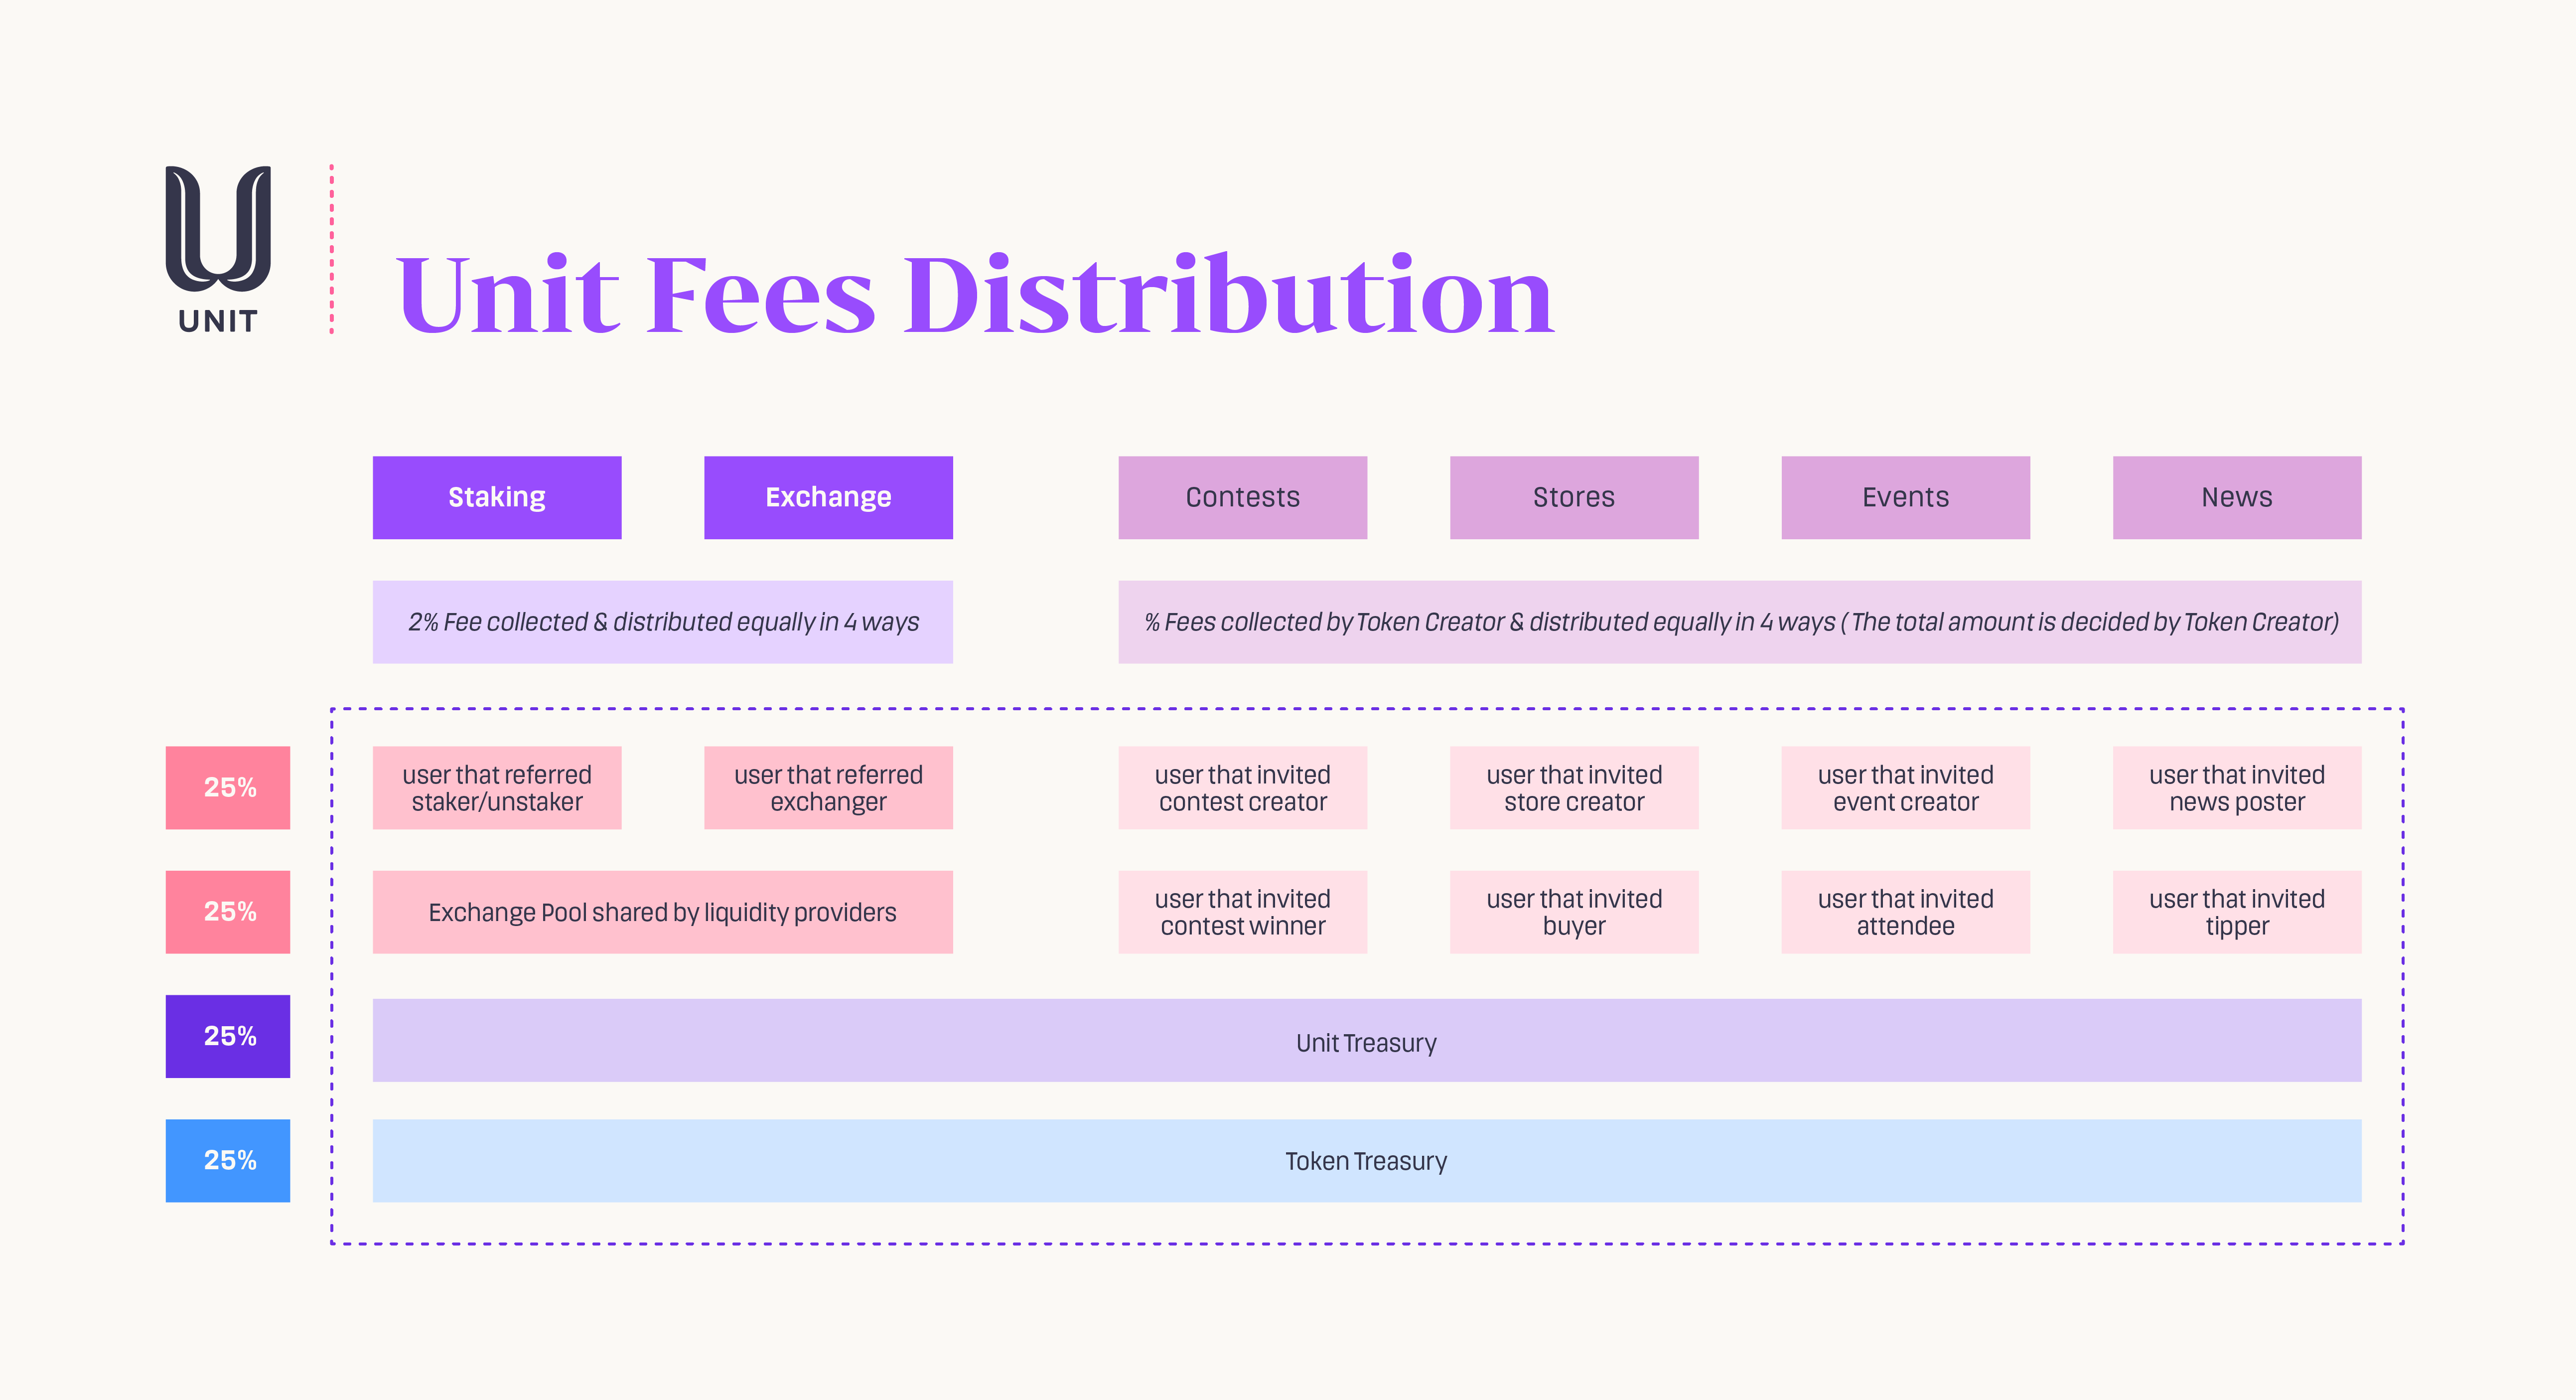 UNIT
Unit Fees Distribution
Staking
Exchange
Contests
Stores
Events
News
2% Fee collected & distributed equally in 4 ways
% Fees collected by Token Creator & distributed equally in 4 ways ( The total amount is decided by Token Creator)
25%
user that referred
staker/unstaker
user that referred
exchanger
user that invited
contest creator
user that invited
store creator
user that invited
event creator
user that invited
news poster
25%
Exchange Pool shared by liquidity providers
user that invited
contest winner
user that invited
buyer
user that invited
attendee
user that invited
tipper
25%
Unit Treasury
25%
Token Treasury